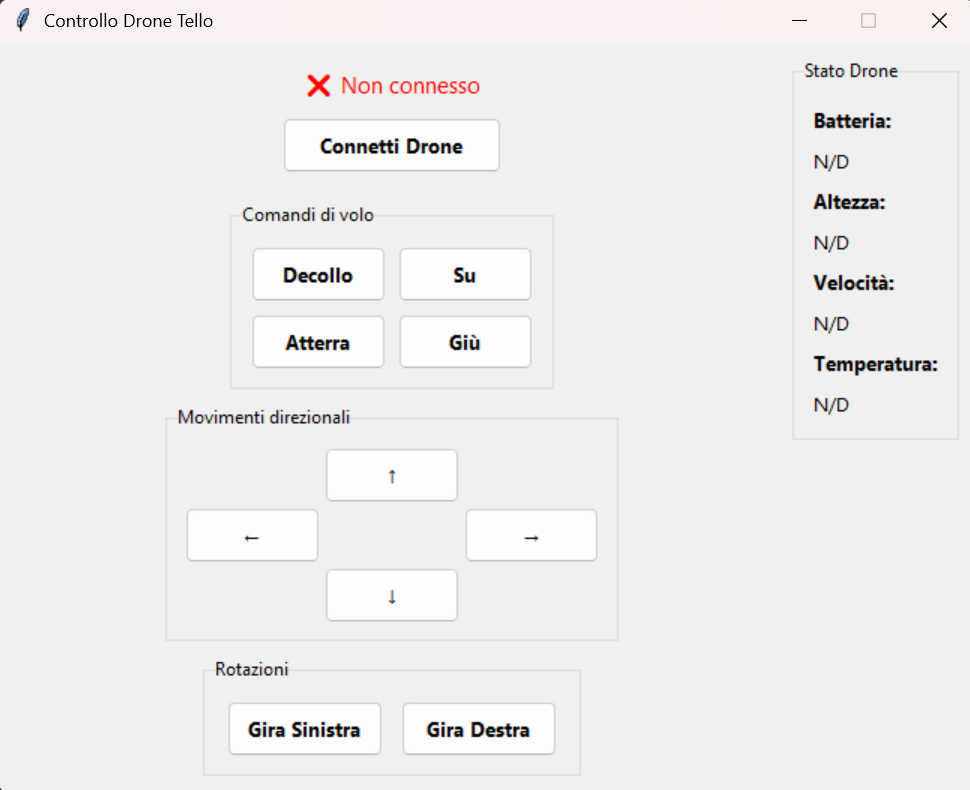 Controllo Drone Tello
❌ Non connesso
Connetti Drone
Comandi di volo
Decollo
Su
Atterra
Giù
Movimenti direzionali
↑
←
→
↓
Rotazioni
Gira Sinistra
Gira Destra
Stato Drone
Batteria:
N/D
Altezza:
N/D
Velocità:
N/D
Temperatura:
N/D